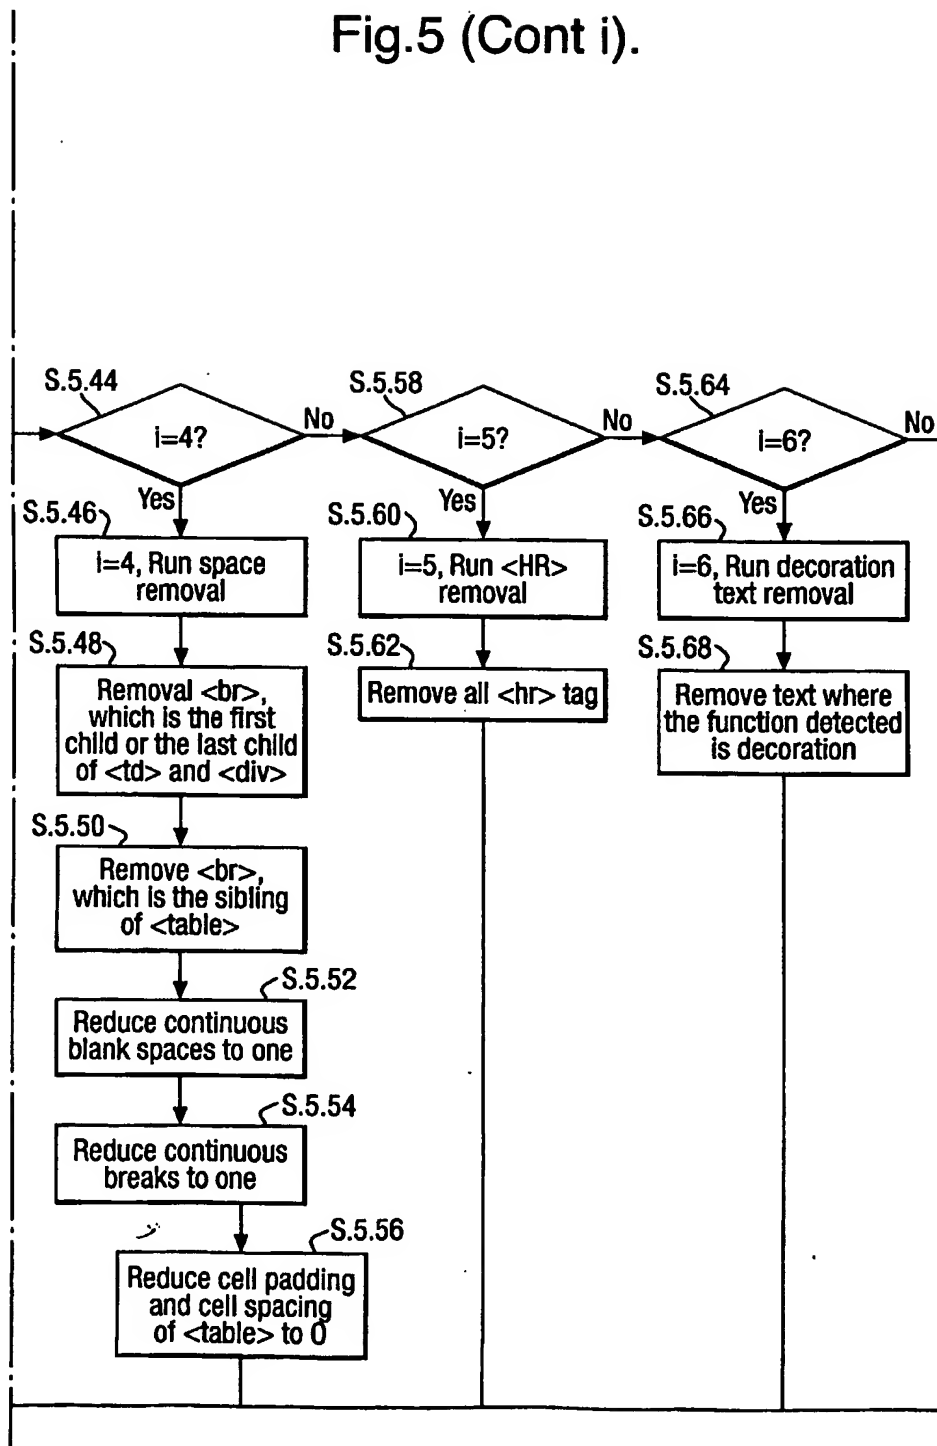 Fig.5 (Cont i).
S.5.44
i=4?
No
Yes
S.5.46
i=4, Run space
removal
S.5.48
Removal <br>,
which is the first
child or the last child
of <td> and <div>
S.5.50
Remove <br>,
which is the sibling
of <table>
S.5.52
Reduce continuous
blank spaces to one
S.5.54
Reduce continuous
breaks to one
S.5.56
Reduce cell padding
and cell spacing
of <table> to 0
S.5.58
i=5?
No
Yes
S.5.60
i=5, Run <HR>
removal
S.5.62
Remove all <hr> tag
S.5.64
i=6?
No
Yes
S.5.66
i=6, Run decoration
text removal
S.5.68
Remove text where
the function detected
is decoration